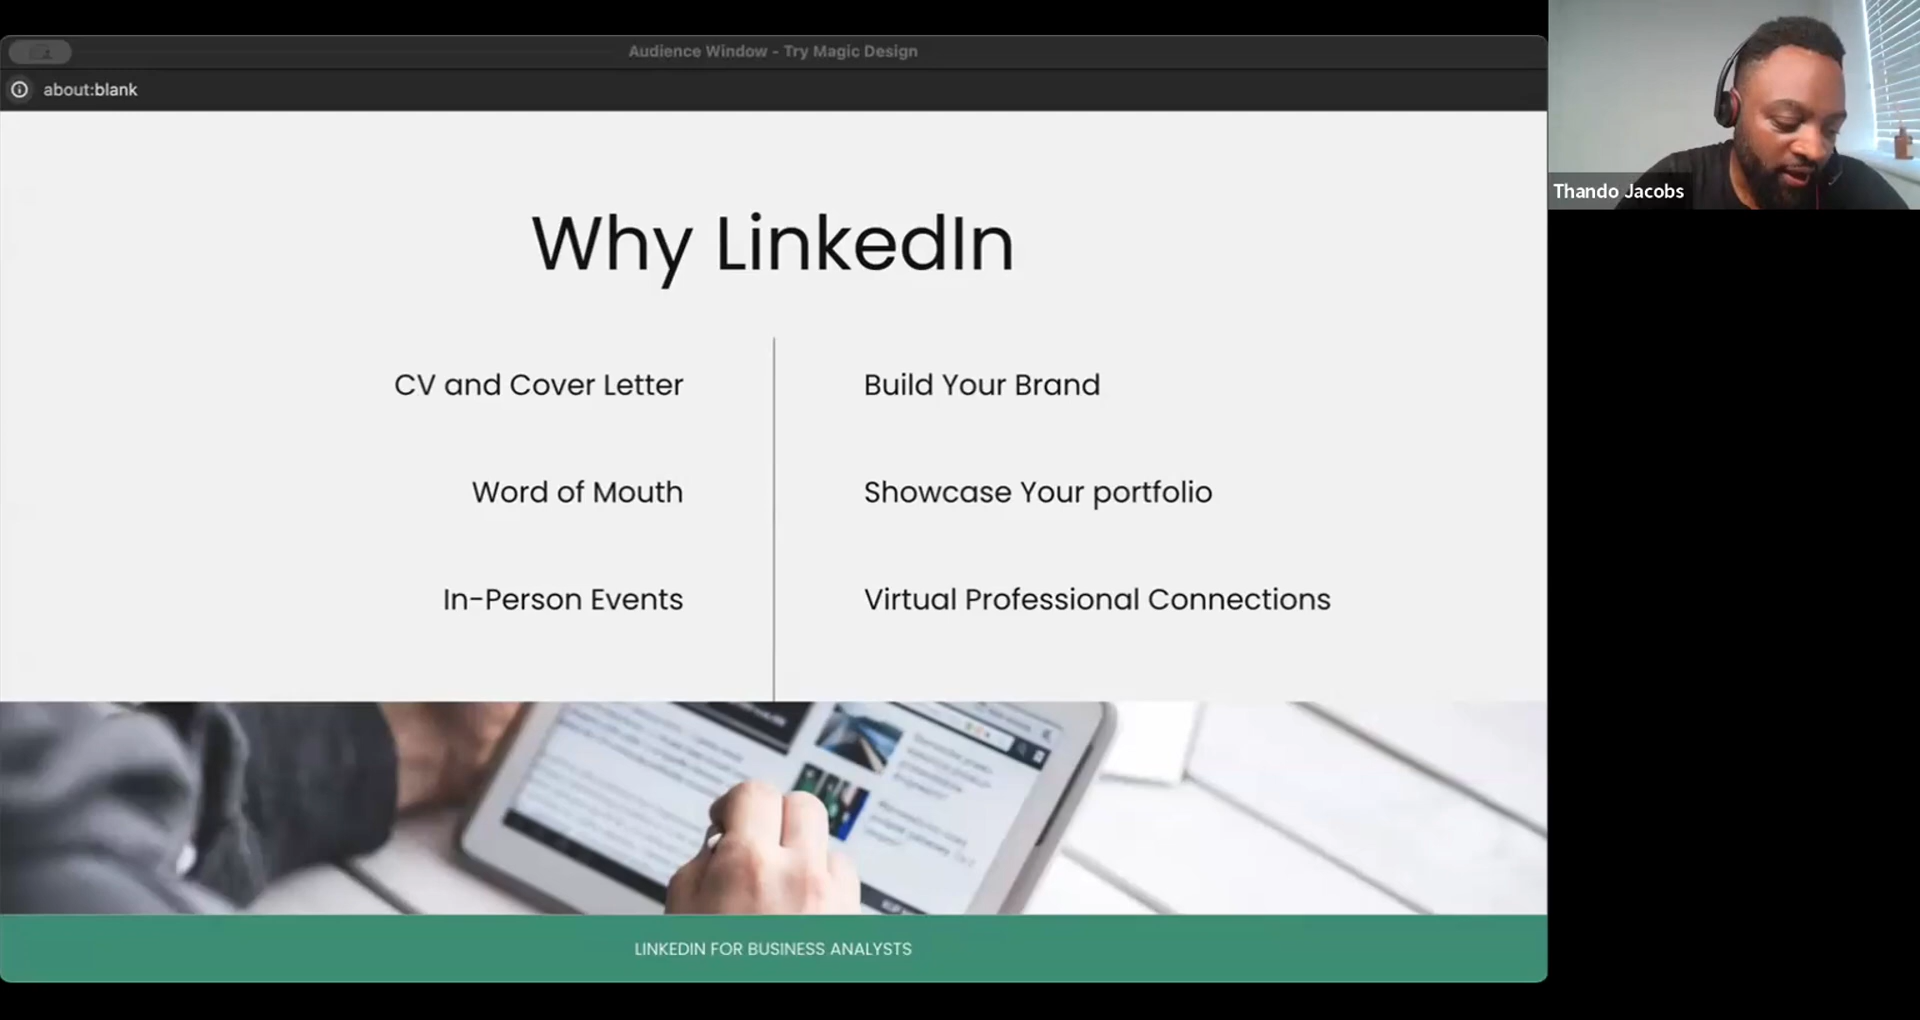 Audience Window - Try Magic Design
about:blank
Thando Jacobs
Why LinkedIn
CV and Cover Letter
Build Your Brand
Word of Mouth
Showcase Your portfolio
In-Person Events
Virtual Professional Connections
LINKEDIN FOR BUSINESS ANALYSTS